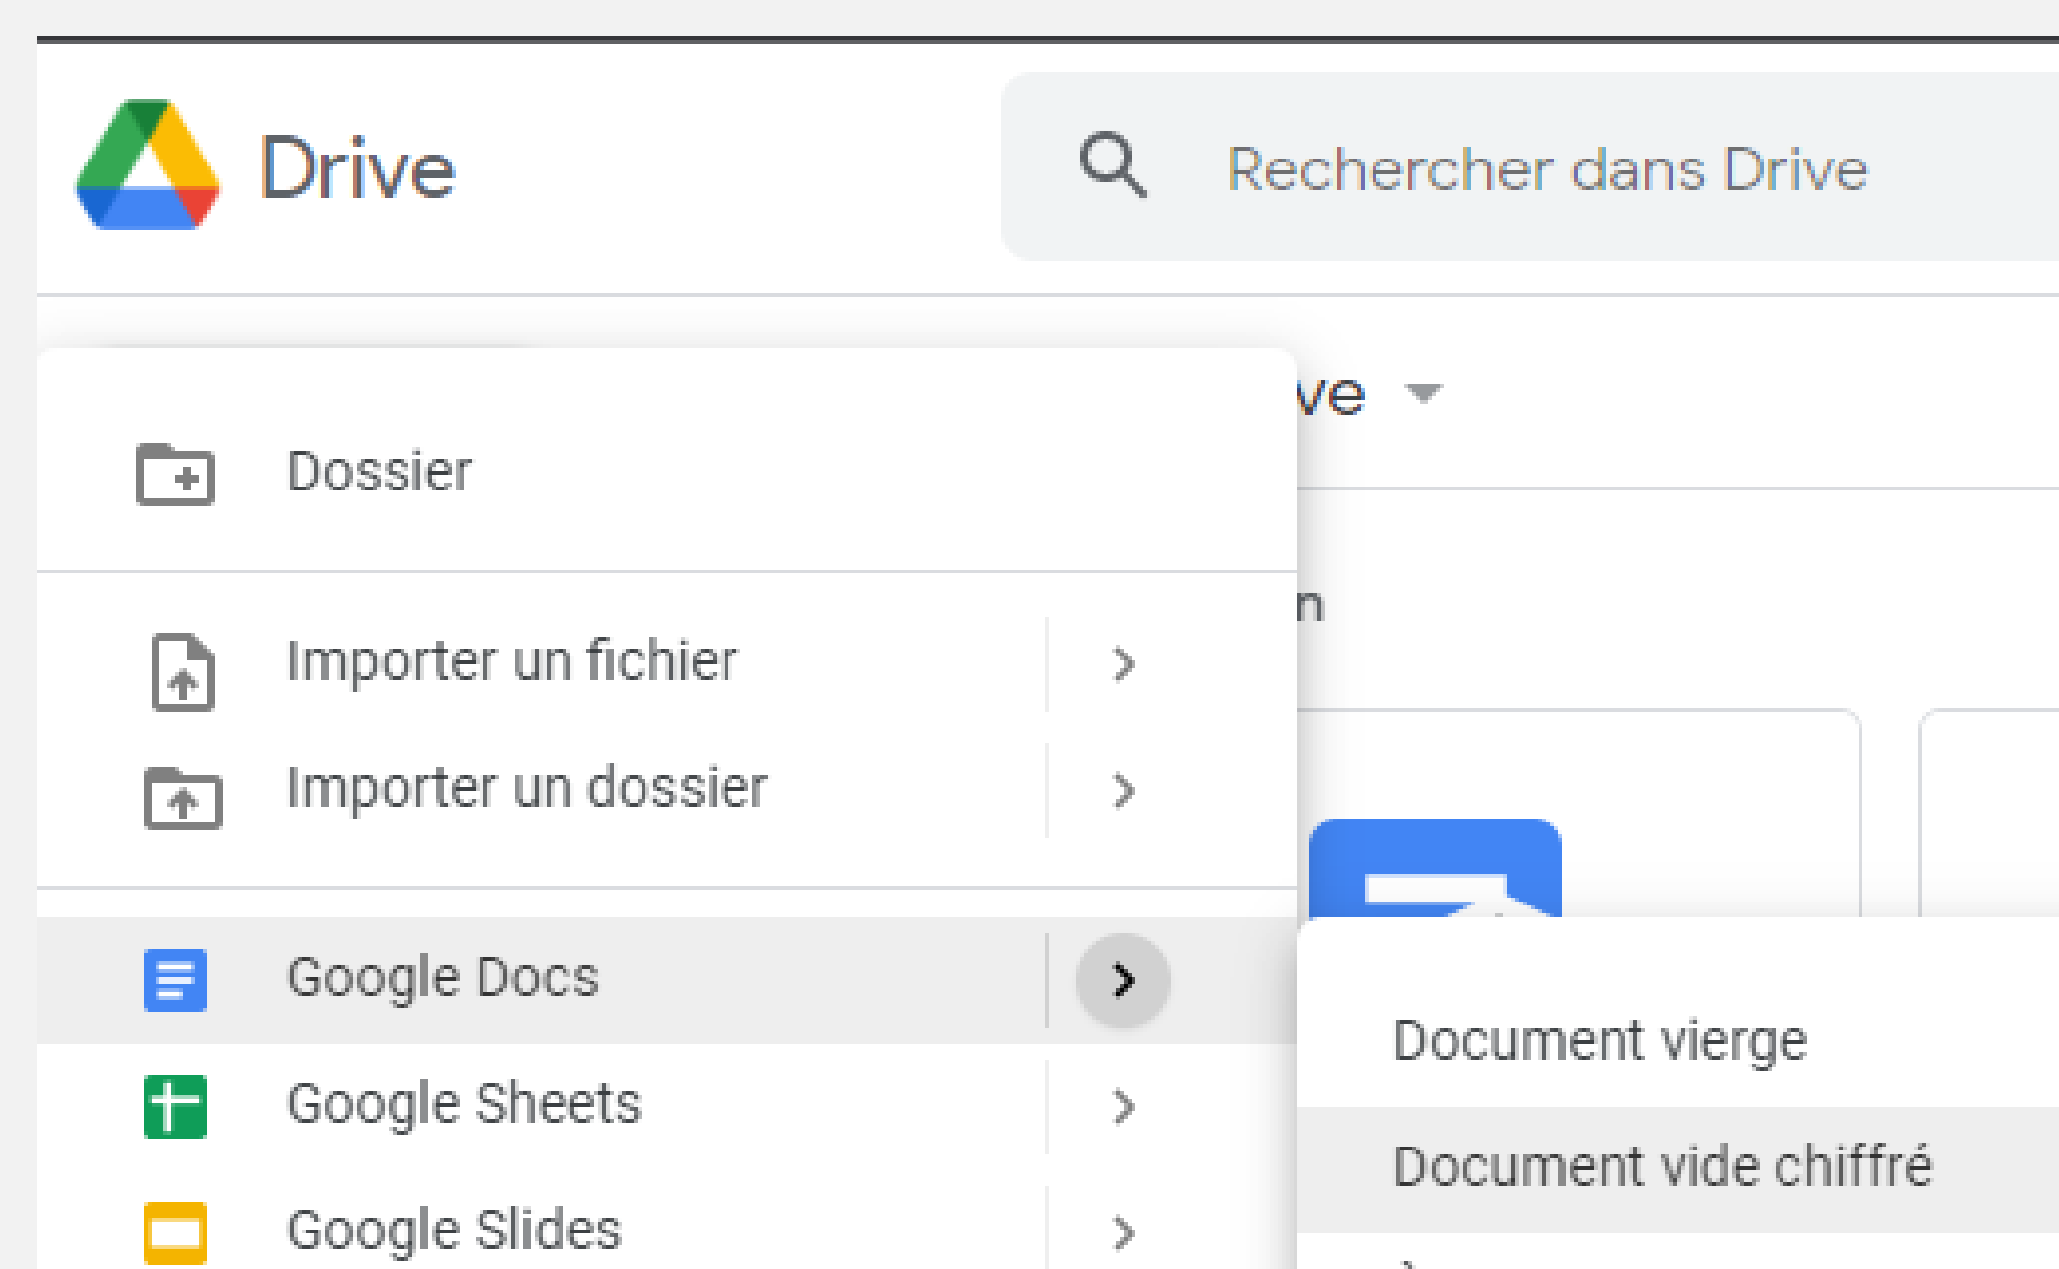 Drive
Rechercher dans Drive
ve
Dossier
n
Importer un fichier
Importer un dossier
Google Docs
Document vierge
Google Sheets
Document vide chiffré
Google Slides